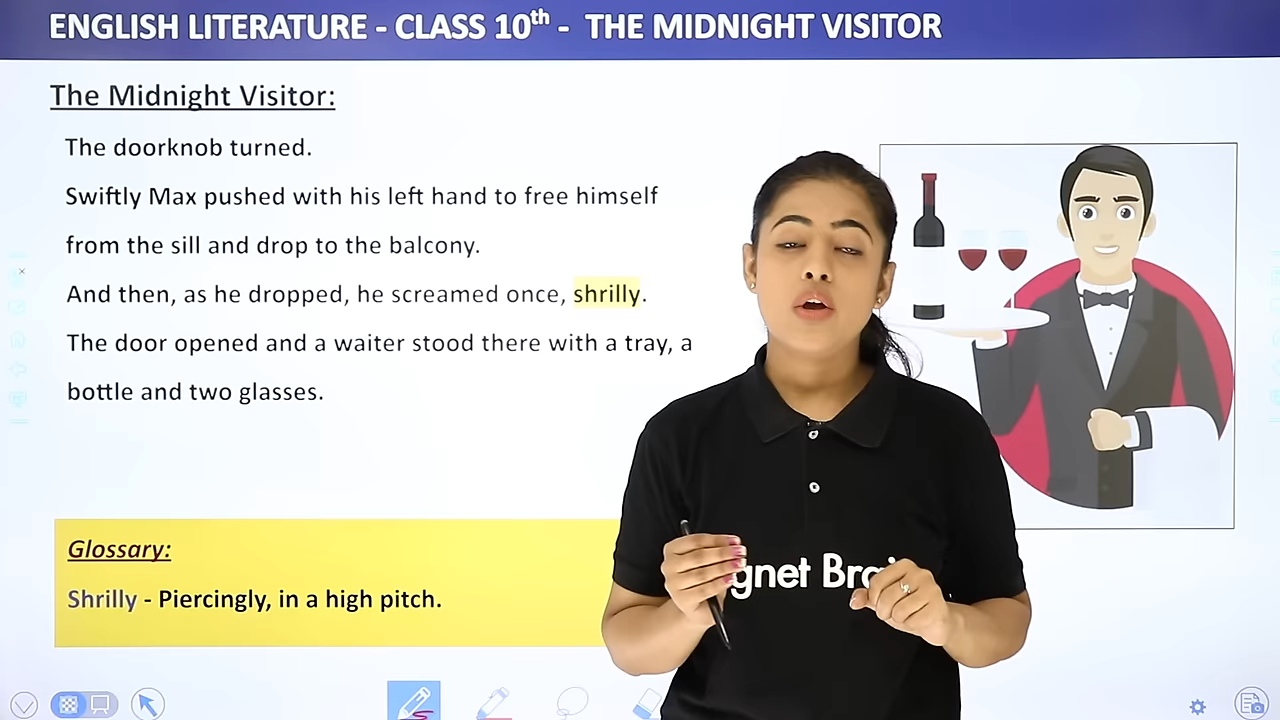 ENGLISH LITERATURE - CLASS 10th - THE MIDNIGHT VISITOR
The Midnight Visitor:
The doorknob turned.
Swiftly Max pushed with his left hand to free himself
from the sill and drop to the balcony.
And then, as he dropped, he screamed once, shrilly.
The door opened and a waiter stood there with a tray, a
bottle and two glasses.
Glossary:
Shrilly - Piercingly, in a high pitch.
gnet Bra